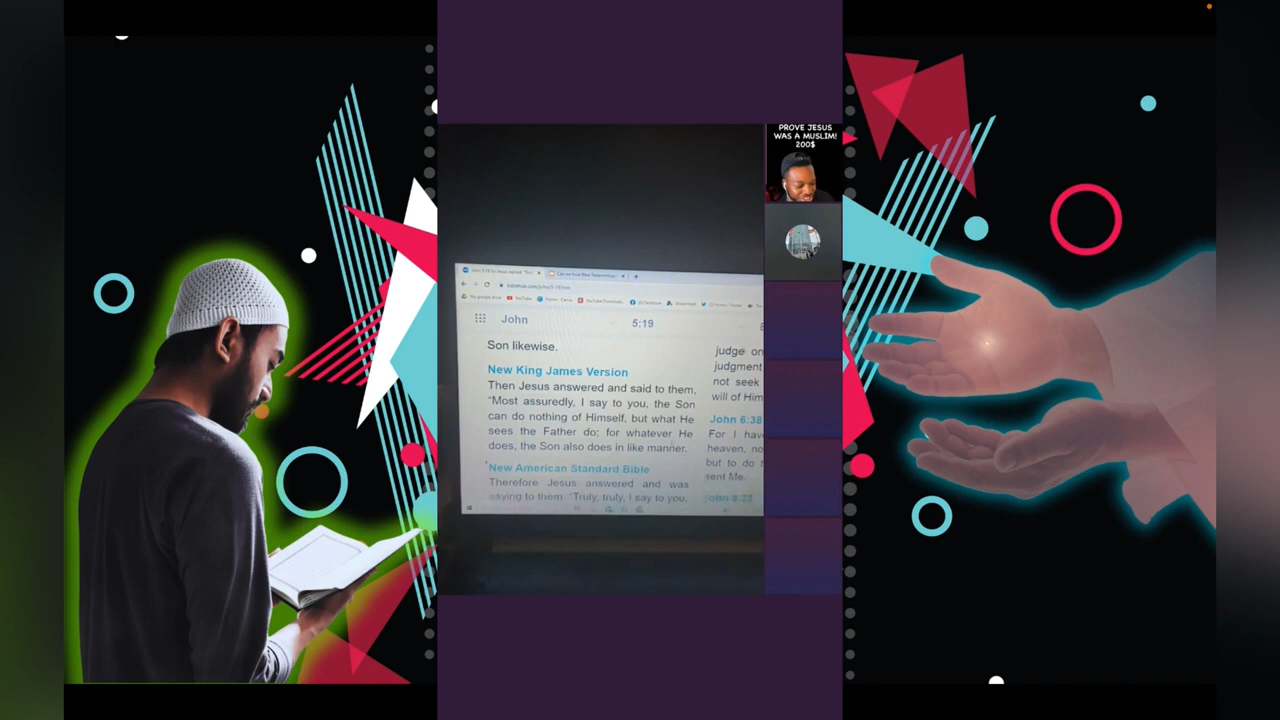 PROVE JESUS
WAS A MUSLIM!
200$
John
5:19
Son likewise.
New King James Version
Then Jesus answered and said to them,
“Most assuredly, I say to you, the Son
can do nothing of Himself, but what He
sees the Father do; for whatever He
does, the Son also does in like manner.
New American Standard Bible
Therefore Jesus answered and was
saying to them “Truly, truly, I say to you,
judge on
judgment
not seek
will of Him
John 6:38
For I have
heaven, no
but to do t
sent Me.